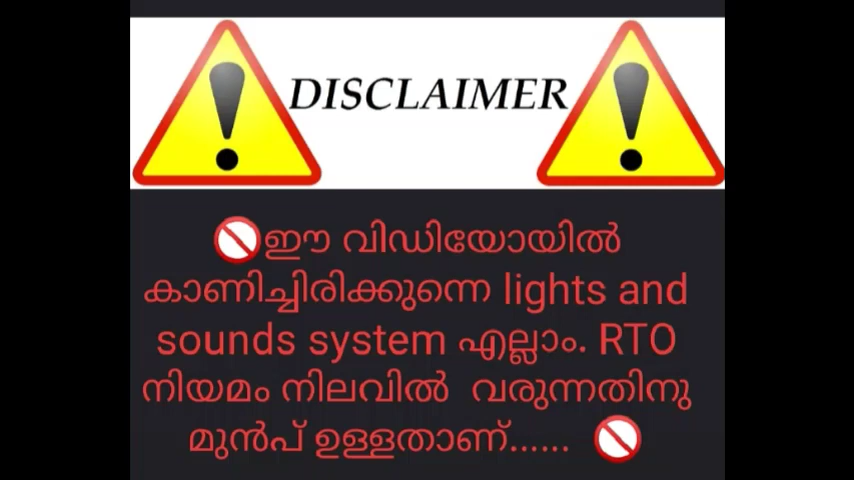 DISCLAIMER
🚫ഈ വിഡിയോയിൽ
കാണിച്ചിരിക്കുന്നെ lights and
sounds system എല്ലാം. RTO
നിയമം നിലവിൽ വരുന്നതിനു
മുൻപ് ഉള്ളതാണ്...... 🚫